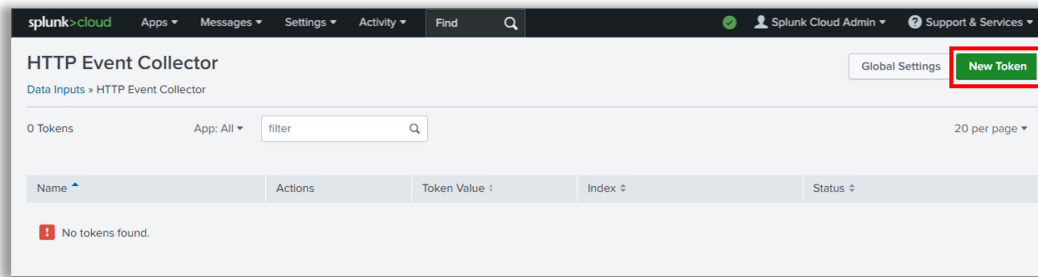 splunk>cloud Apps Messages Settings Activity Find Splunk Cloud Admin Support & Services
HTTP Event Collector
Global Settings New Token
Data Inputs » HTTP Event Collector
0 Tokens App: All filter 20 per page
Name Actions Token Value Index Status
No tokens found.